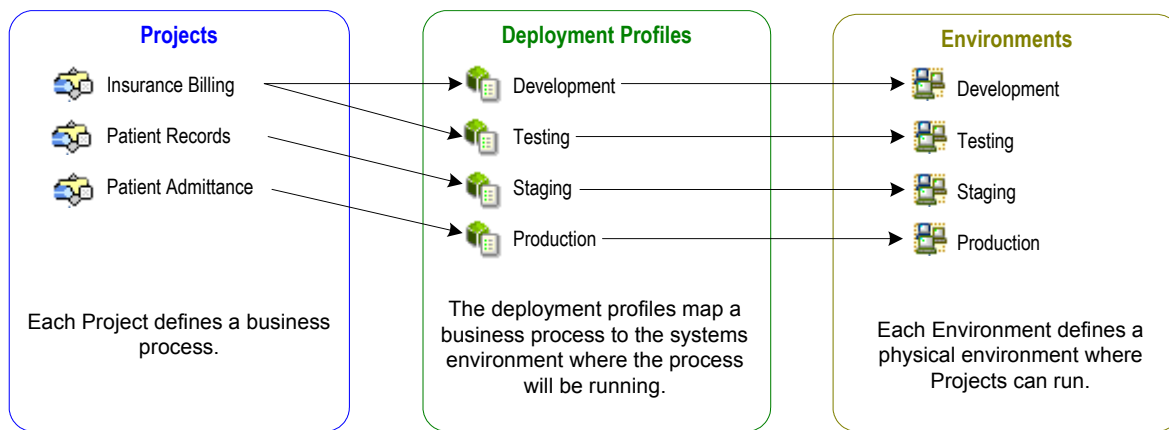 Projects
Insurance Billing
Patient Records
Patient Admittance
Each Project defines a business
process.
Deployment Profiles
Development
Testing
Staging
Production
The deployment profiles map a
business process to the systems
environment where the process
will be running.
Environments
Development
Testing
Staging
Production
Each Environment defines a
physical environment where
Projects can run.